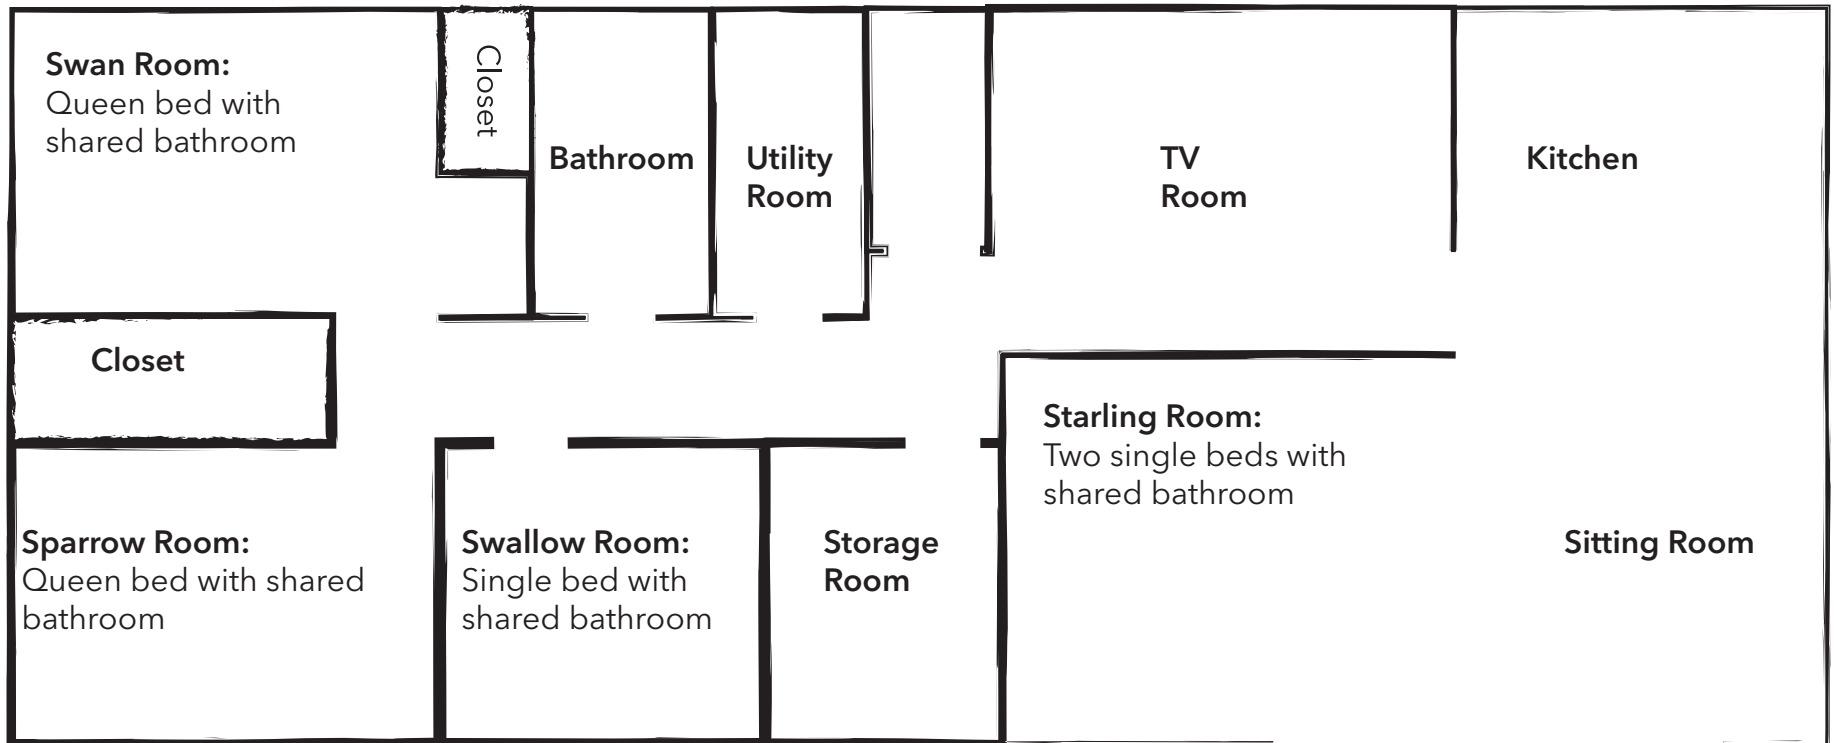 Swan Room:
Queen bed with
shared bathroom
Closet
Bathroom
Utility
Room
TV
Room
Kitchen
Closet
Starling Room:
Two single beds with
shared bathroom
Sparrow Room:
Queen bed with shared
bathroom
Swallow Room:
Single bed with
shared bathroom
Storage
Room
Sitting Room